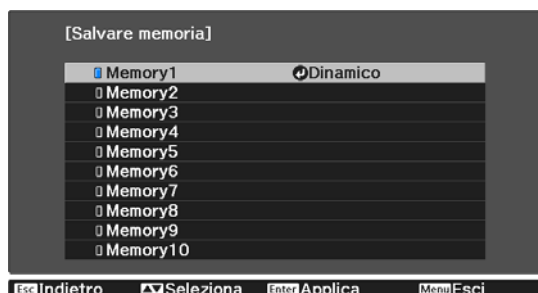 [Salvare memoria]
Memory1 Dinamico
Memory2
Memory3
Memory4
Memory5
Memory6
Memory7
Memory8
Memory9
Memory10
Esc Indietro Seleziona Enter Applica Menu Esci